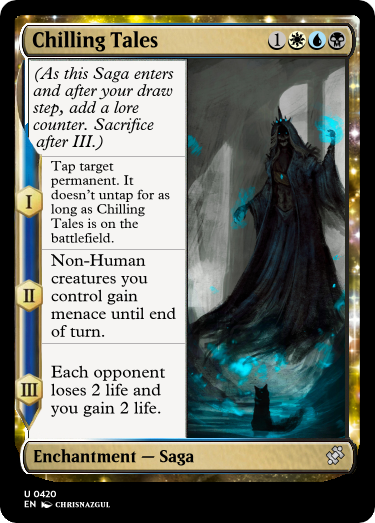 Chilling Tales 1
(As this Saga enters
and after your draw
step, add a lore
counter. Sacrifice
after III.)
I
Tap target
permanent. It
doesn't untap for as
long as Chilling
Tales is on the
battlefield.
II
Non-Human
creatures you
control gain
menace until end
of turn.
III
Each opponent
loses 2 life and
you gain 2 life.
Enchantment — Saga
U 0420
EN CHRISNAZGUL